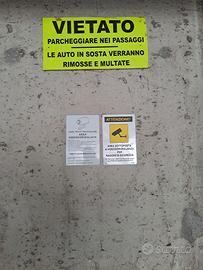 VIETATO
PARCHEGGIARE NEI PASSAGGI
LE AUTO IN SOSTA VERRANNO
RIMOSSE E MULTATE
ATTENZIONE!
AREA SOTTOPOSTA
A VIDEOSORVEGLIANZA
PER
RAGIONI DI SICUREZZA
Subito